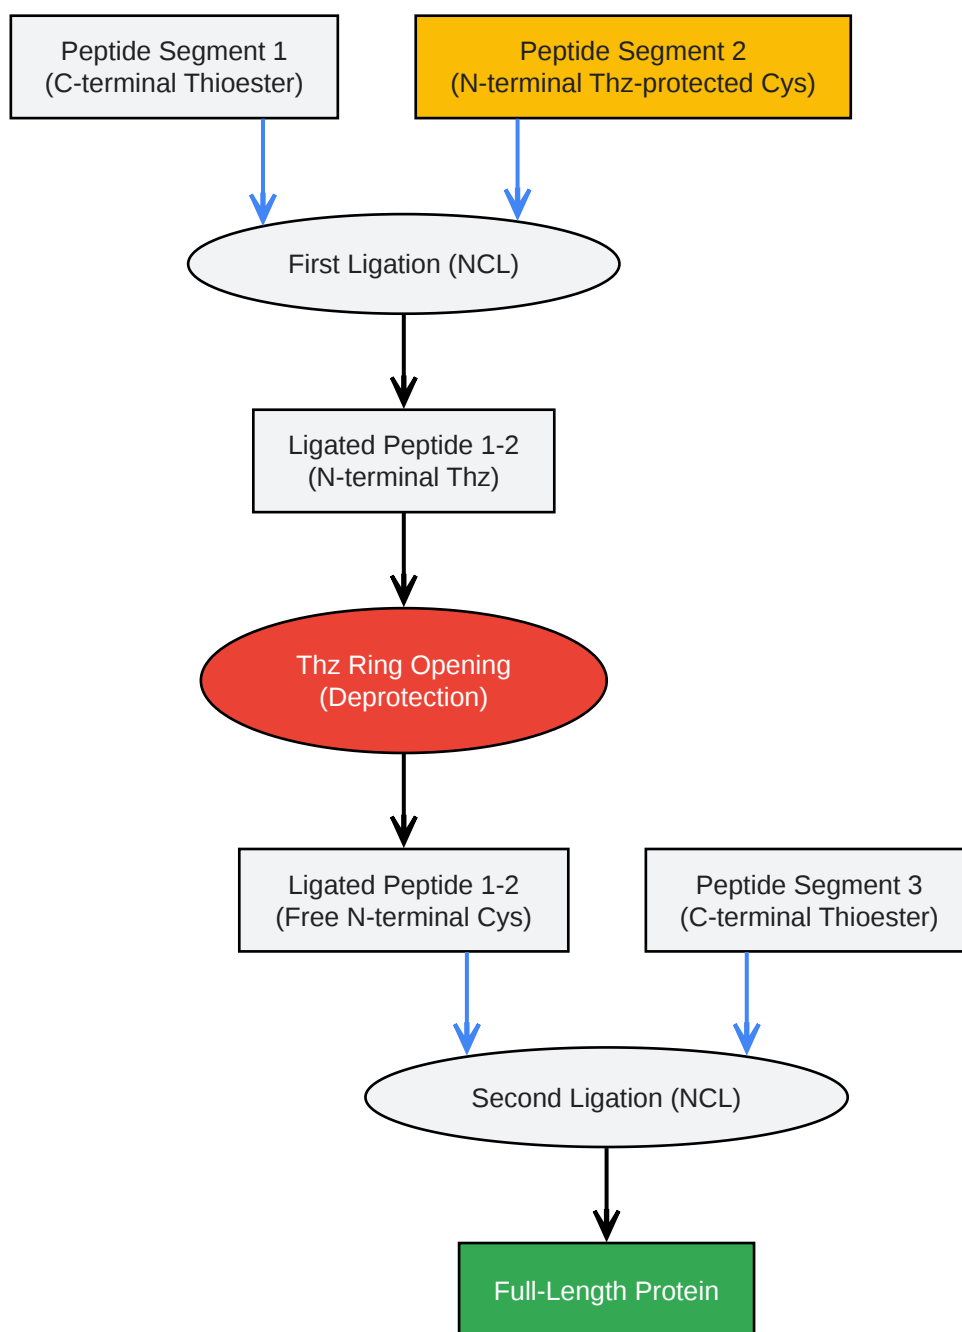 Peptide Segment 1
(C-terminal Thioester)
Peptide Segment 2
(N-terminal Thz-protected Cys)
First Ligation (NCL)
Ligated Peptide 1-2
(N-terminal Thz)
Thz Ring Opening
(Deprotection)
Ligated Peptide 1-2
(Free N-terminal Cys)
Peptide Segment 3
(C-terminal Thioester)
Second Ligation (NCL)
Full-Length Protein